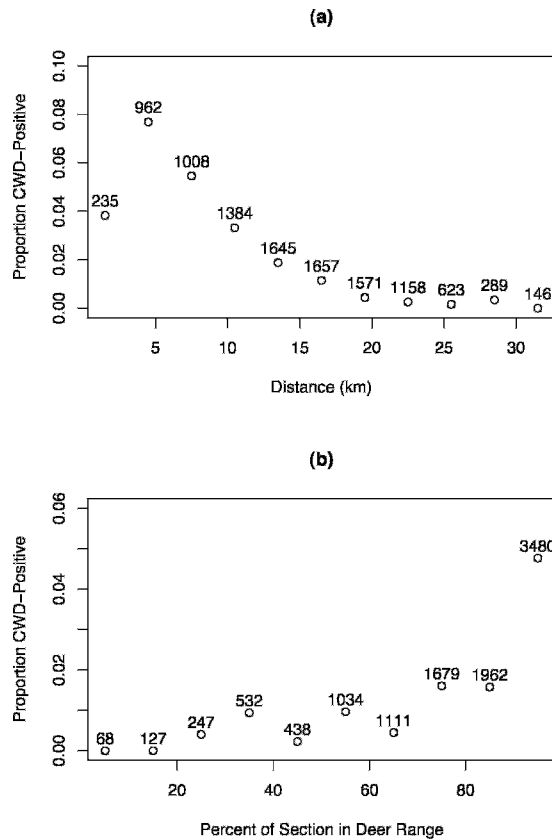 (a)
Proportion CWD−Positive
0.00 0.02 0.04 0.06 0.08 0.10
235 962 1008 1384 1645 1657 1571 1158 623 289 146
5 10 15 20 25 30
Distance (km)
(b)
Proportion CWD−Positive
0.00 0.02 0.04 0.06
68 127 247 532 438 1034 1111 1679 1962 3480
20 40 60 80
Percent of Section in Deer Range